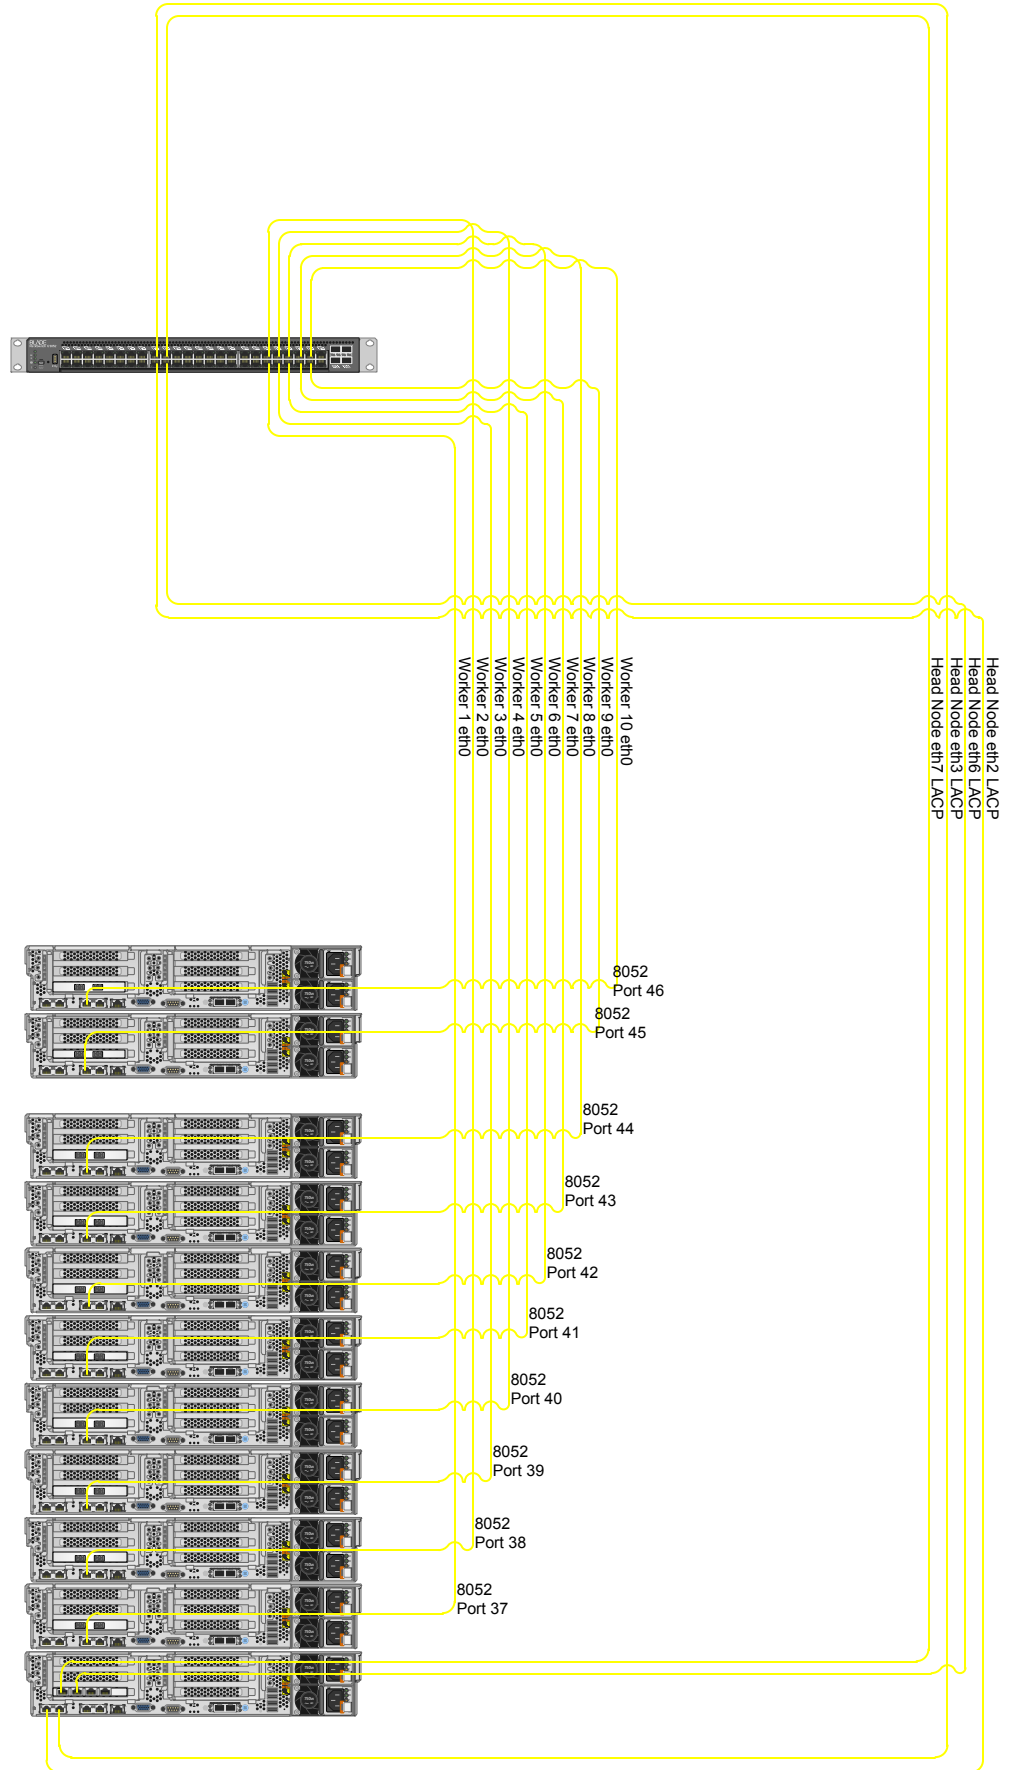 BLADE
Worker 1 eth0
Worker 2 eth0
Worker 3 eth0
Worker 4 eth0
Worker 5 eth0
Worker 6 eth0
Worker 7 eth0
Worker 8 eth0
Worker 9 eth0
Worker 10 eth0
Head Node eth7 LACP
Head Node eth3 LACP
Head Node eth6 LACP
Head Node eth2 LACP
8052
Port 46
8052
Port 45
8052
Port 44
8052
Port 43
8052
Port 42
8052
Port 41
8052
Port 40
8052
Port 39
8052
Port 38
8052
Port 37